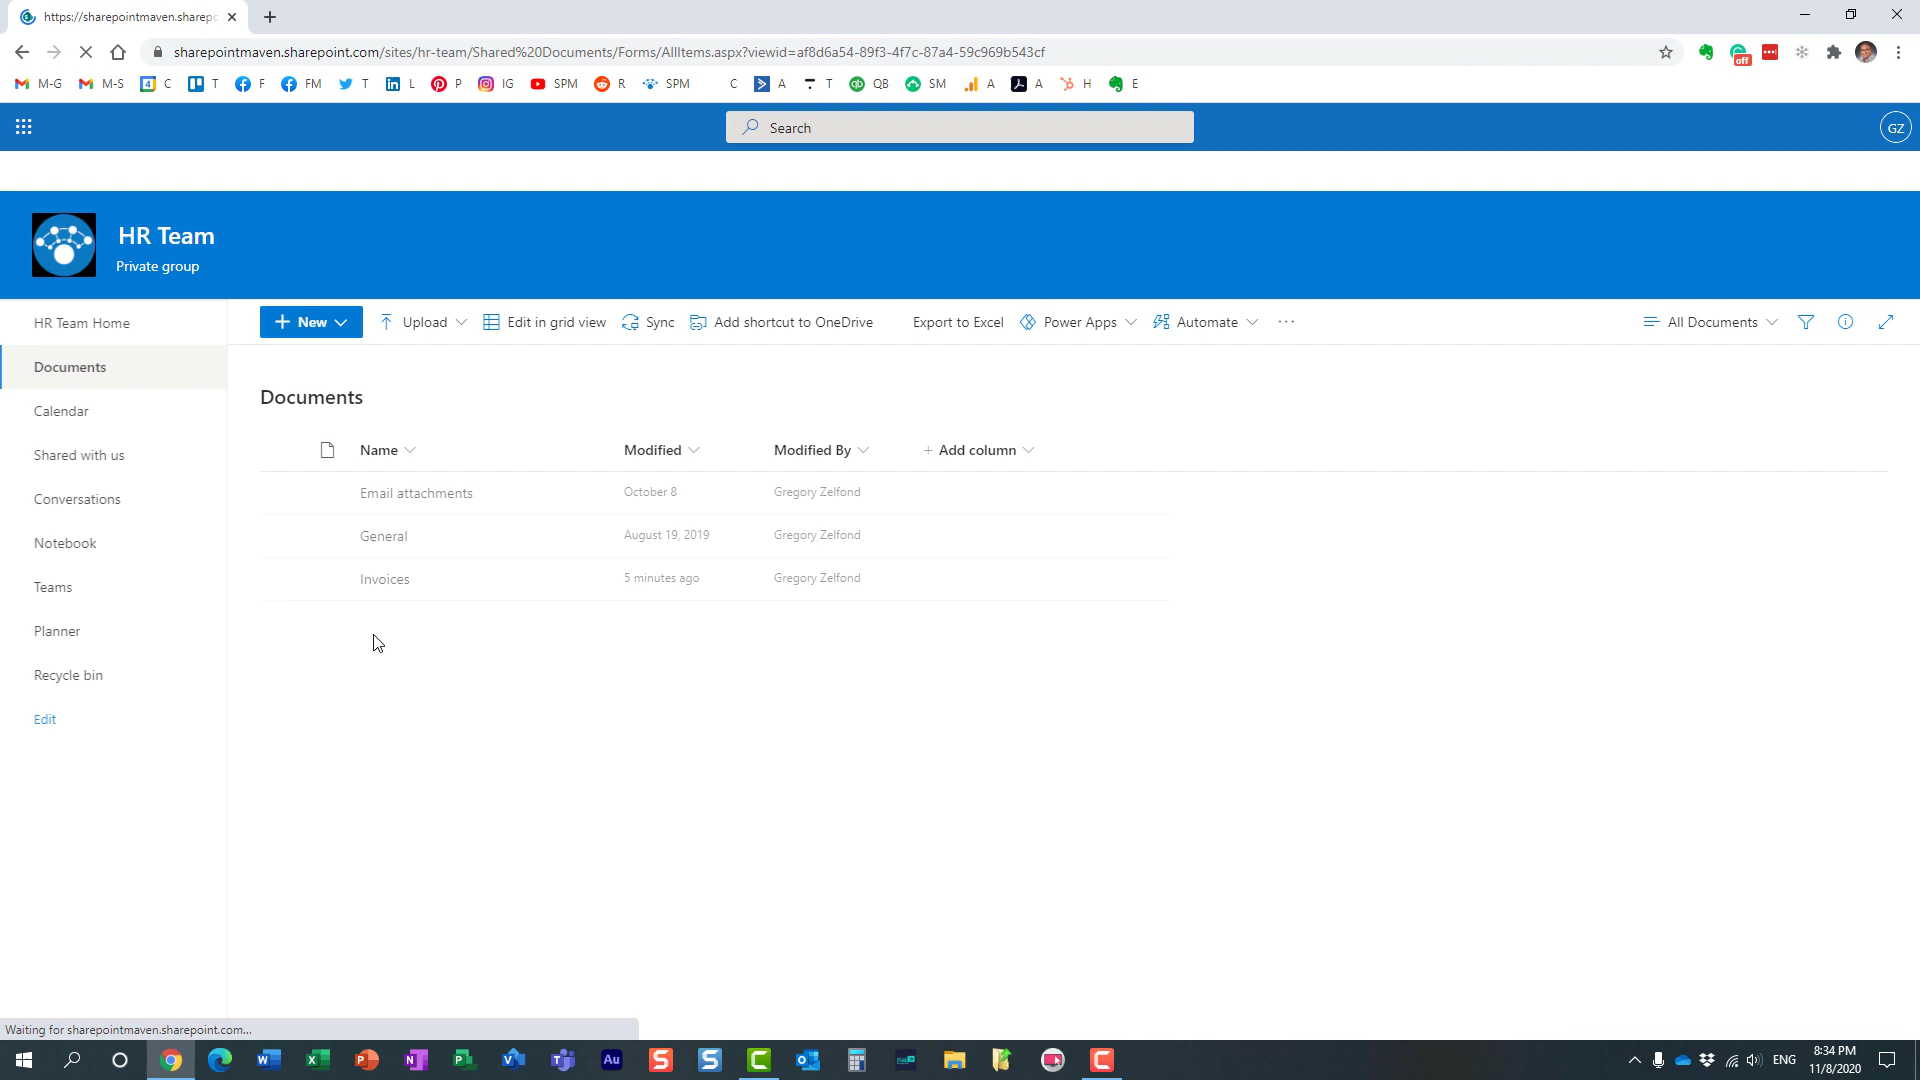 https://sharepointmaven.sharepo
sharepointmaven.sharepoint.com/sites/hr-team/Shared%20Documents/Forms/AllItems.aspx?viewid=af8d6a54-89f3-4f7c-87a4-59c969b543cf
off
M-G M-S 4 C T F FM T L P IG SPM R SPM C A T QB SM A A H E
Search
GZ
HR Team
Private group
HR Team Home
Documents
Calendar
Shared with us
Conversations
Notebook
Teams
Planner
Recycle bin
Edit
New Upload Edit in grid view Sync Add shortcut to OneDrive Export to Excel Power Apps Automate ··· All Documents
Documents
Name Modified Modified By + Add column
Email attachments October 8 Gregory Zelfond
General August 19, 2019 Gregory Zelfond
Invoices 5 minutes ago Gregory Zelfond
Waiting for sharepointmaven.sharepoint.com...
Au
ENG
8:34 PM
11/8/2020